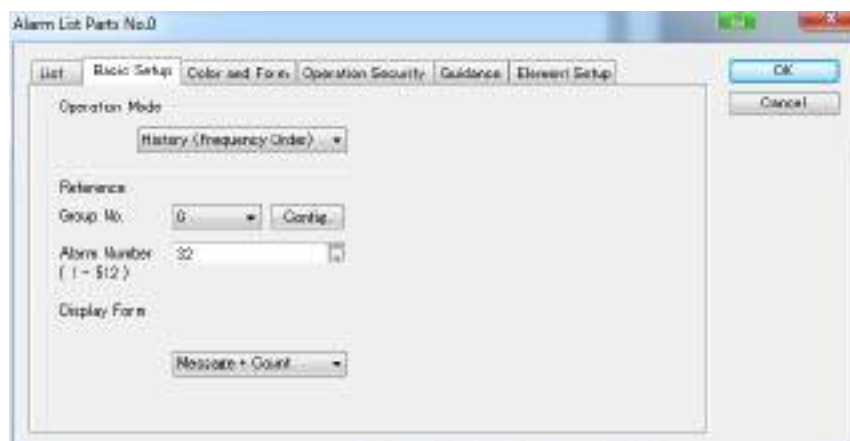 Alarm List Parts No.0
List Basic Setup Color and Form Operation Security Guidance Element Setup
OK
Cancel
Operation Mode
History (Frequency Order)
Reference
Group No. 0 Config.
Alarm Number 32
( 1 - 512 )
Display Form
Message + Count